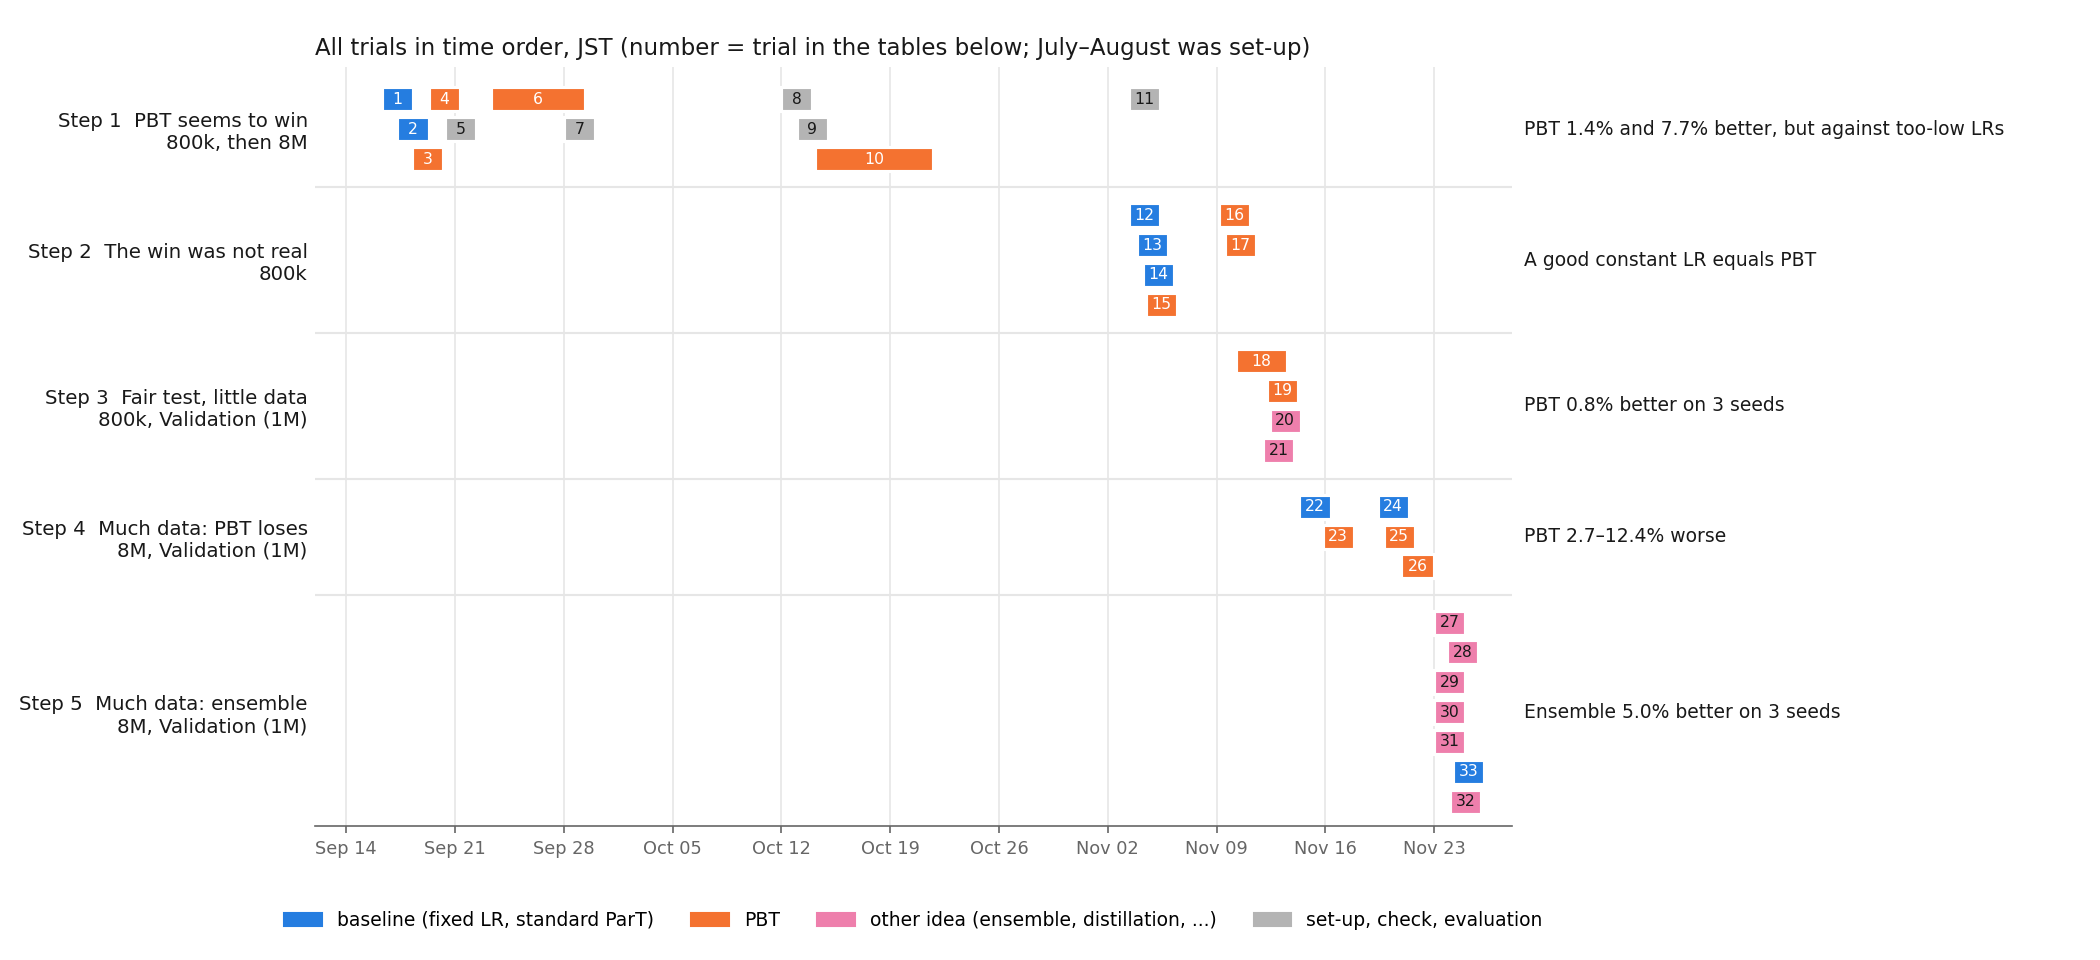 All trials in time order, JST (number = trial in the tables below; July–August was set-up)
Step 1  PBT seems to win
800k, then 8M
1
4
6
8
11
2
5
7
9
3
10
PBT 1.4% and 7.7% better, but against too-low LRs
Step 2  The win was not real
800k
12
16
13
17
14
15
A good constant LR equals PBT
Step 3  Fair test, little data
800k, Validation (1M)
18
19
20
21
PBT 0.8% better on 3 seeds
Step 4  Much data: PBT loses
8M, Validation (1M)
22
24
23
25
26
PBT 2.7–12.4% worse
Step 5  Much data: ensemble
8M, Validation (1M)
27
28
29
30
31
33
32
Ensemble 5.0% better on 3 seeds
Sep 14 Sep 21 Sep 28 Oct 05 Oct 12 Oct 19 Oct 26 Nov 02 Nov 09 Nov 16 Nov 23
baseline (fixed LR, standard ParT) PBT other idea (ensemble, distillation, ...) set-up, check, evaluation